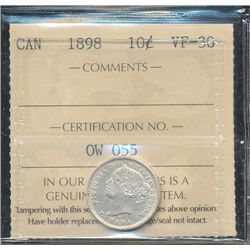 CAN 1898 10¢ VF-30
— COMMENTS —
— CERTIFICATION NO. —
OW 055
IN OUR IS A
GENUIN TEM.
Tampering with this se es above opinion.
Have holder replace ge/seal not intact.